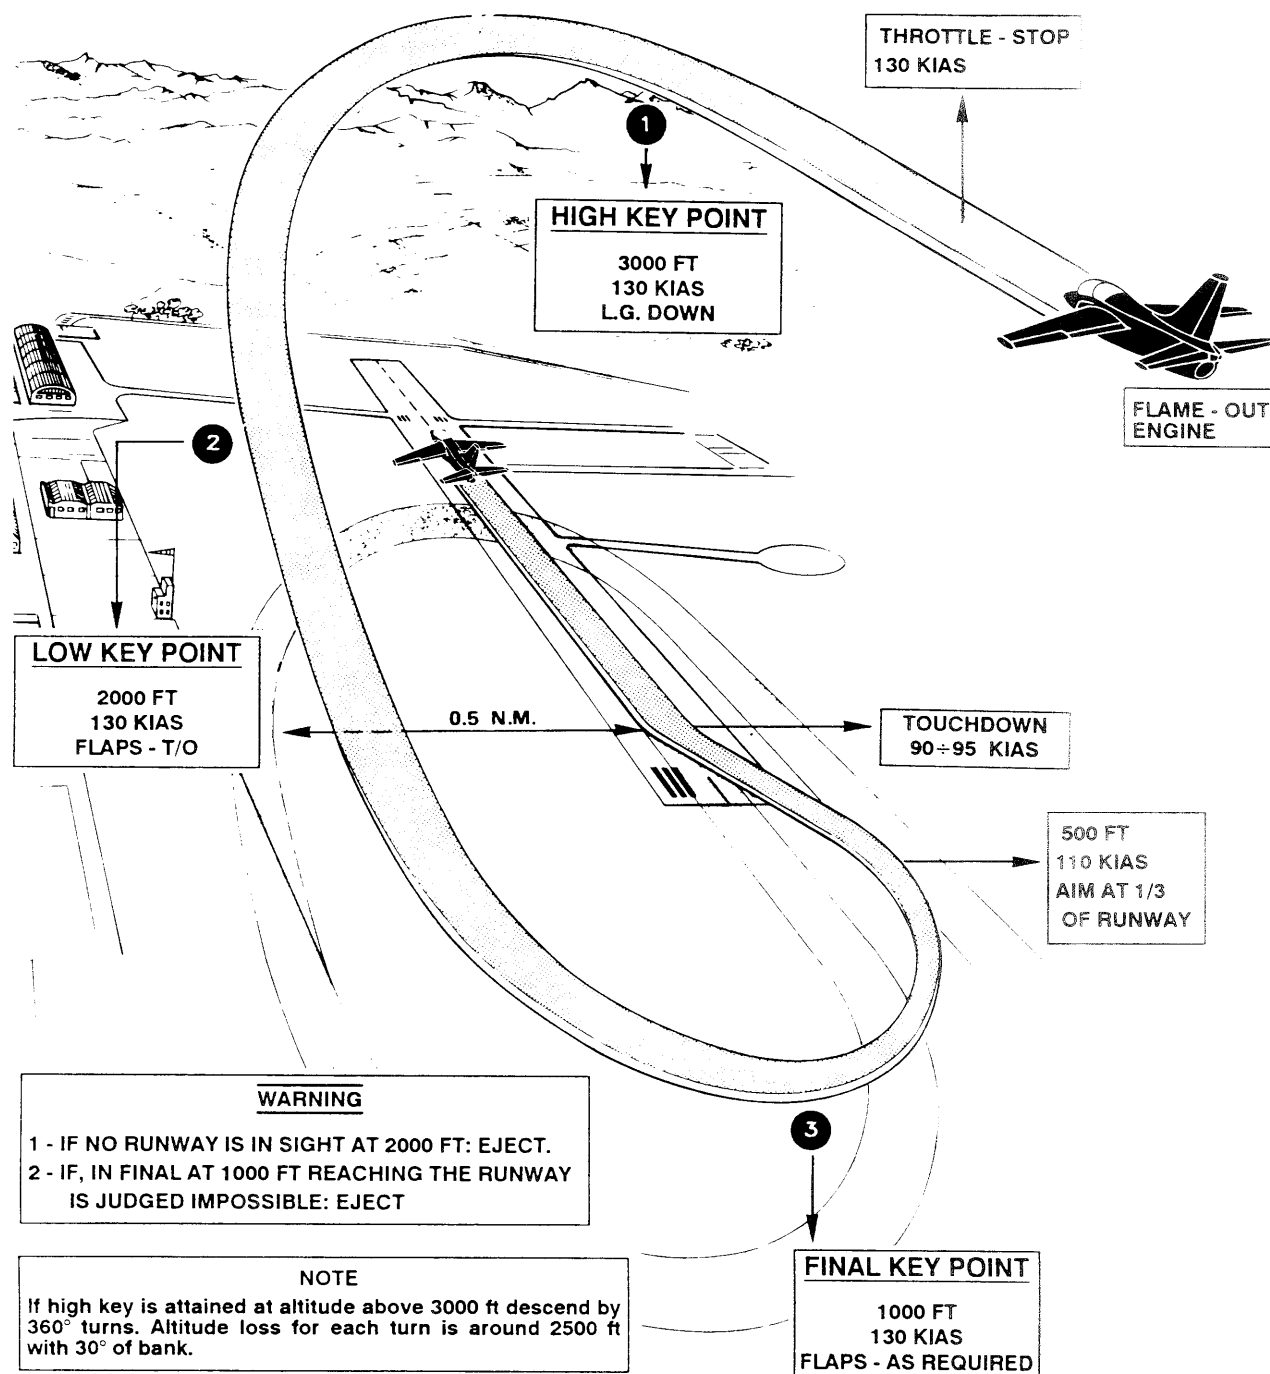 THROTTLE - STOP
130 KIAS
1
HIGH KEY POINT
3000 FT
130 KIAS
L.G. DOWN
FLAME - OUT
ENGINE
2
LOW KEY POINT
2000 FT
130 KIAS
FLAPS - T/O
0.5 N.M.
TOUCHDOWN
90÷95 KIAS
500 FT
110 KIAS
AIM AT 1/3
OF RUNWAY
WARNING
1 - IF NO RUNWAY IS IN SIGHT AT 2000 FT: EJECT.
2 - IF, IN FINAL AT 1000 FT REACHING THE RUNWAY
IS JUDGED IMPOSSIBLE: EJECT
3
NOTE
If high key is attained at altitude above 3000 ft descend by
360° turns. Altitude loss for each turn is around 2500 ft
with 30° of bank.
FINAL KEY POINT
1000 FT
130 KIAS
FLAPS - AS REQUIRED